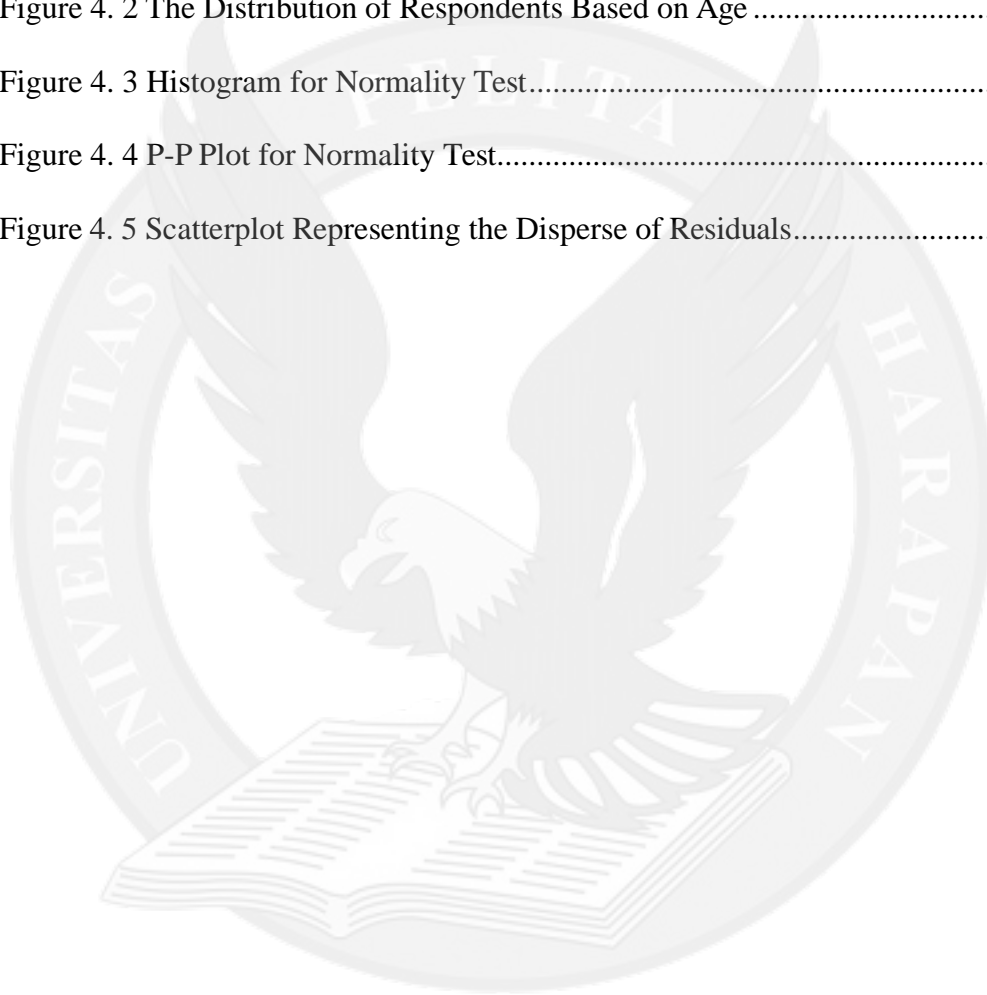 Figure 4. 2 The Distribution of Respondents Based on Age ............................
Figure 4. 3 Histogram for Normality Test.........................................................
Figure 4. 4 P-P Plot for Normality Test.............................................................
Figure 4. 5 Scatterplot Representing the Disperse of Residuals........................
UNIVERSITAS PELITA HARAPAN